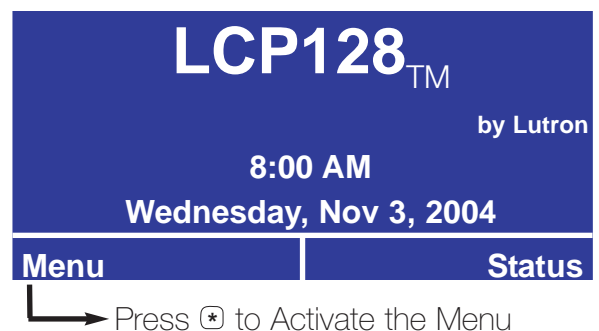 LCP128TM
by Lutron
8:00 AM
Wednesday, Nov 3, 2004
Menu Status
Press * to Activate the Menu